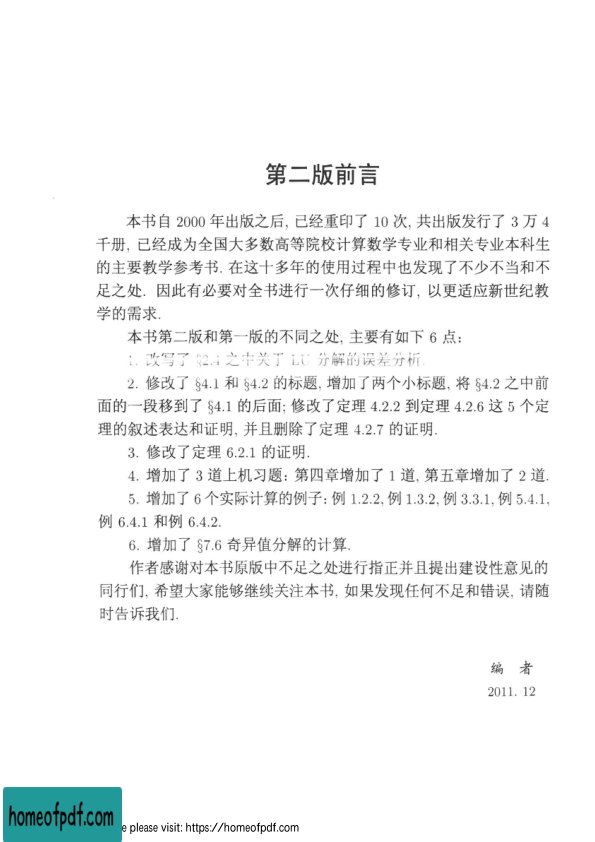 第二版前言
本书自 2000 年出版之后, 已经重印了 10 次, 共出版发行了 3 万 4
千册, 已经成为全国大多数高等院校计算数学专业和相关专业本科生
的主要教学参考书. 在这十多年的使用过程中也发现了不少不当和不
足之处. 因此有必要对全书进行一次仔细的修订, 以更适应新世纪教
学的需求.
本书第二版和第一版的不同之处, 主要有如下 6 点:
1. 改写了 §2.4 之中关于 LU 分解的误差分析.
2. 修改了 §4.1 和 §4.2 的标题, 增加了两个小标题, 将 §4.2 之中前
面的一段移到了 §4.1 的后面; 修改了定理 4.2.2 到定理 4.2.6 这 5 个定
理的叙述表达和证明, 并且删除了定理 4.2.7 的证明.
3. 修改了定理 6.2.1 的证明.
4. 增加了 3 道上机习题: 第四章增加了 1 道, 第五章增加了 2 道.
5. 增加了 6 个实际计算的例子: 例 1.2.2, 例 1.3.2, 例 3.3.1, 例 5.4.1,
例 6.4.1 和例 6.4.2.
6. 增加了 §7.6 奇异值分解的计算.
作者感谢对本书原版中不足之处进行指正并且提出建设性意见的
同行们, 希望大家能够继续关注本书, 如果发现任何不足和错误, 请随
时告诉我们.
编 者
2011. 12
homeofpdf.com
e please visit: https://homeofpdf.com